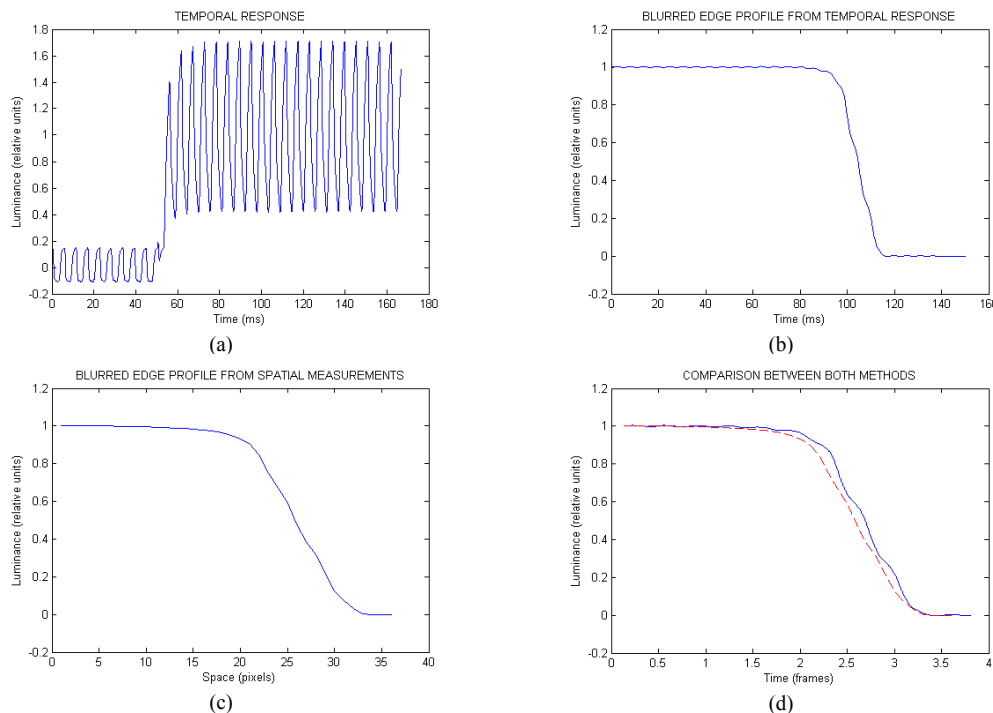 TEMPORAL RESPONSE
1.8
1.6
1.4
1.2
1
0.8
0.6
0.4
0.2
0
-0.2
Luminance (relative units)
0 20 40 60 80 100 120 140 160 180
Time (ms)
(a)
BLURRED EDGE PROFILE FROM TEMPORAL RESPONSE
1.2
1
0.8
0.6
0.4
0.2
0
-0.2
Luminance (relative units)
0 20 40 60 80 100 120 140 160
Time (ms)
(b)
BLURRED EDGE PROFILE FROM SPATIAL MEASUREMENTS
1.2
1
0.8
0.6
0.4
0.2
0
-0.2
Luminance (relative units)
0 5 10 15 20 25 30 35 40
Space (pixels)
(c)
COMPARISON BETWEEN BOTH METHODS
1.2
1
0.8
0.6
0.4
0.2
0
-0.2
Luminance (relative units)
0 0.5 1 1.5 2 2.5 3 3.5 4
Time (frames)
(d)